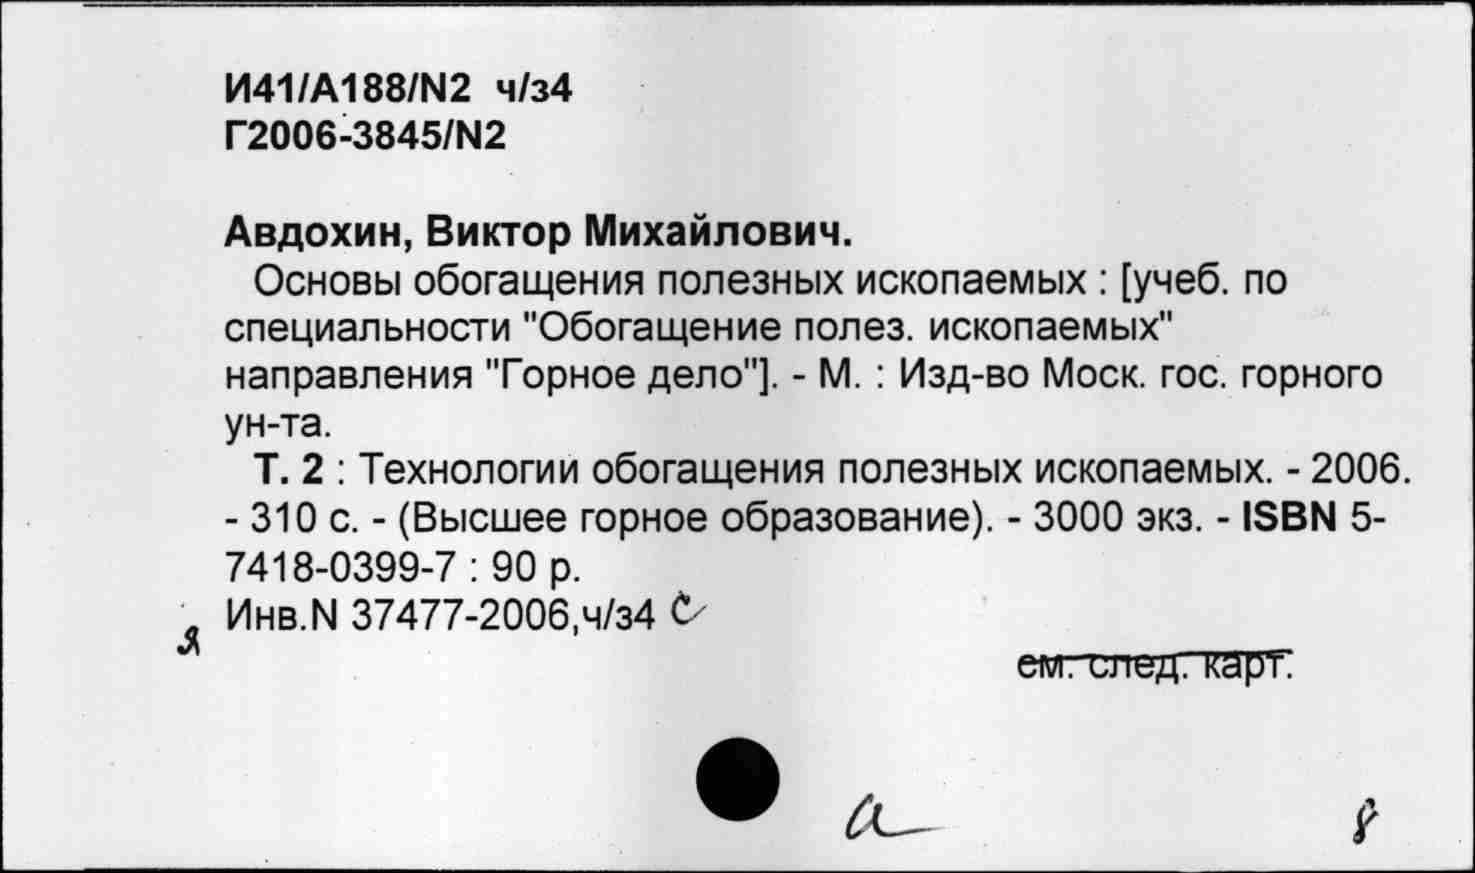 И41/А188/N2 ч/з4
Г2006-3845/N2
Авдохин, Виктор Михайлович.
Основы обогащения полезных ископаемых : [учеб. по
специальности "Обогащение полез. ископаемых"
направления "Горное дело"]. - М. : Изд-во Моск. гос. горного
ун-та.
Т. 2 : Технологии обогащения полезных ископаемых. - 2006.
- 310 с. - (Высшее горное образование). - 3000 экз. - ISBN 5-
7418-0399-7 : 90 р.
Инв.N 37477-2006,ч/з4 с
я
см. след. карт.
а
8